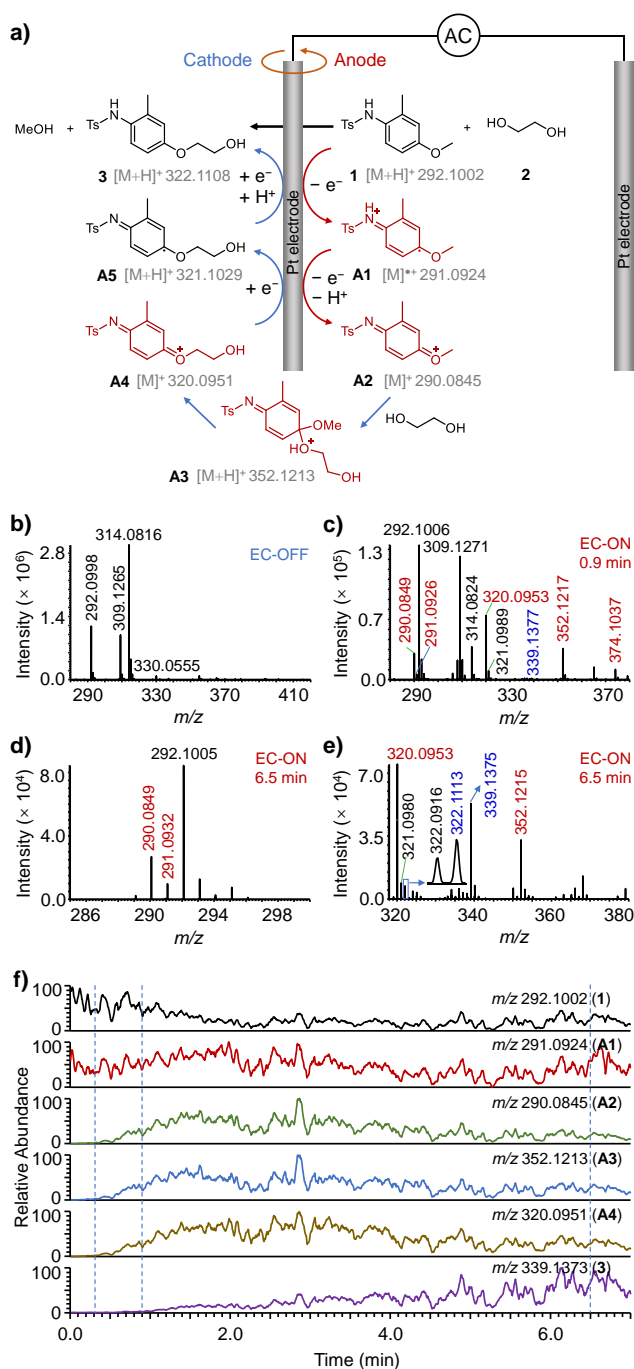 a)
AC
Cathode
Anode
Pt electrode
Pt electrode
MeOH +
H
N
Ts
O
OH
3 [M+H]+ 322.1108
+ e−
+ H+
− e−
H
N
Ts
O
+
HO
OH
1 [M+H]+ 292.1002
2
Ts
N
O
OH
A5 [M+H]+ 321.1029
+ e−
− e−
− H+
Ts
H
N
+
O
A1 [M]•+ 291.0924
Ts
N
O
+
OH
A4 [M]+ 320.0951
Ts
N
O
+
A2 [M]+ 290.0845
Ts
N
OMe
HO
+
OH
HO
OH
A3 [M+H]+ 352.1213
b)
EC-OFF
Intensity (× 10⁶)
2.8
1.4
0
292.0998
309.1265
314.0816
330.0555
290 330 370 410
m/z
c)
EC-ON
0.9 min
Intensity (× 10⁵)
1.3
0.7
0
290.0849
292.1006
291.0926
309.1271
314.0824
320.0953
321.0989
339.1377
352.1217
374.1037
290 330 370
m/z
d)
EC-ON
6.5 min
Intensity (× 10⁴)
8.0
4.0
0
290.0849
291.0932
292.1005
286 290 294 298
m/z
e)
EC-ON
6.5 min
Intensity (× 10⁴)
7.0
3.5
0
320.0953
321.0980
322.0916
322.1113
339.1375
352.1215
320 340 360 380
m/z
f)
Relative Abundance
100
0
m/z 292.1002 (1)
100
0
m/z 291.0924 (A1)
100
0
m/z 290.0845 (A2)
100
0
m/z 352.1213 (A3)
100
0
m/z 320.0951 (A4)
100
0
m/z 339.1373 (3)
0.0 2.0 4.0 6.0
Time (min)